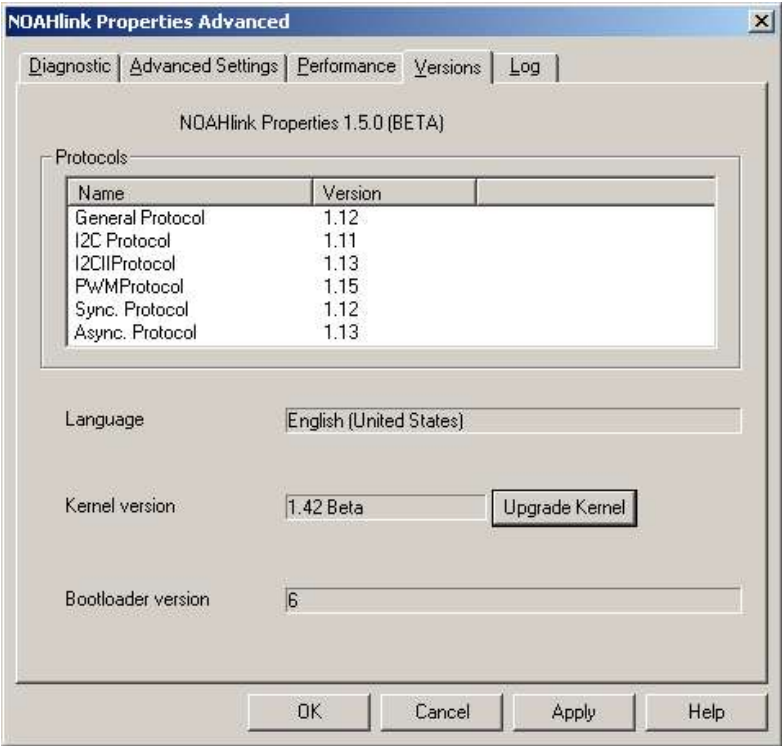 NOAHlink Properties Advanced
Diagnostic Advanced Settings Performance Versions Log
NOAHlink Properties 1.5.0 (BETA)
Protocols
Name Version
General Protocol 1.12
I2C Protocol 1.11
I2CIIProtocol 1.13
PWMProtocol 1.15
Sync. Protocol 1.12
Async. Protocol 1.13
Language English (United States)
Kernel version 1.42 Beta Upgrade Kernel
Bootloader version 6
OK Cancel Apply Help